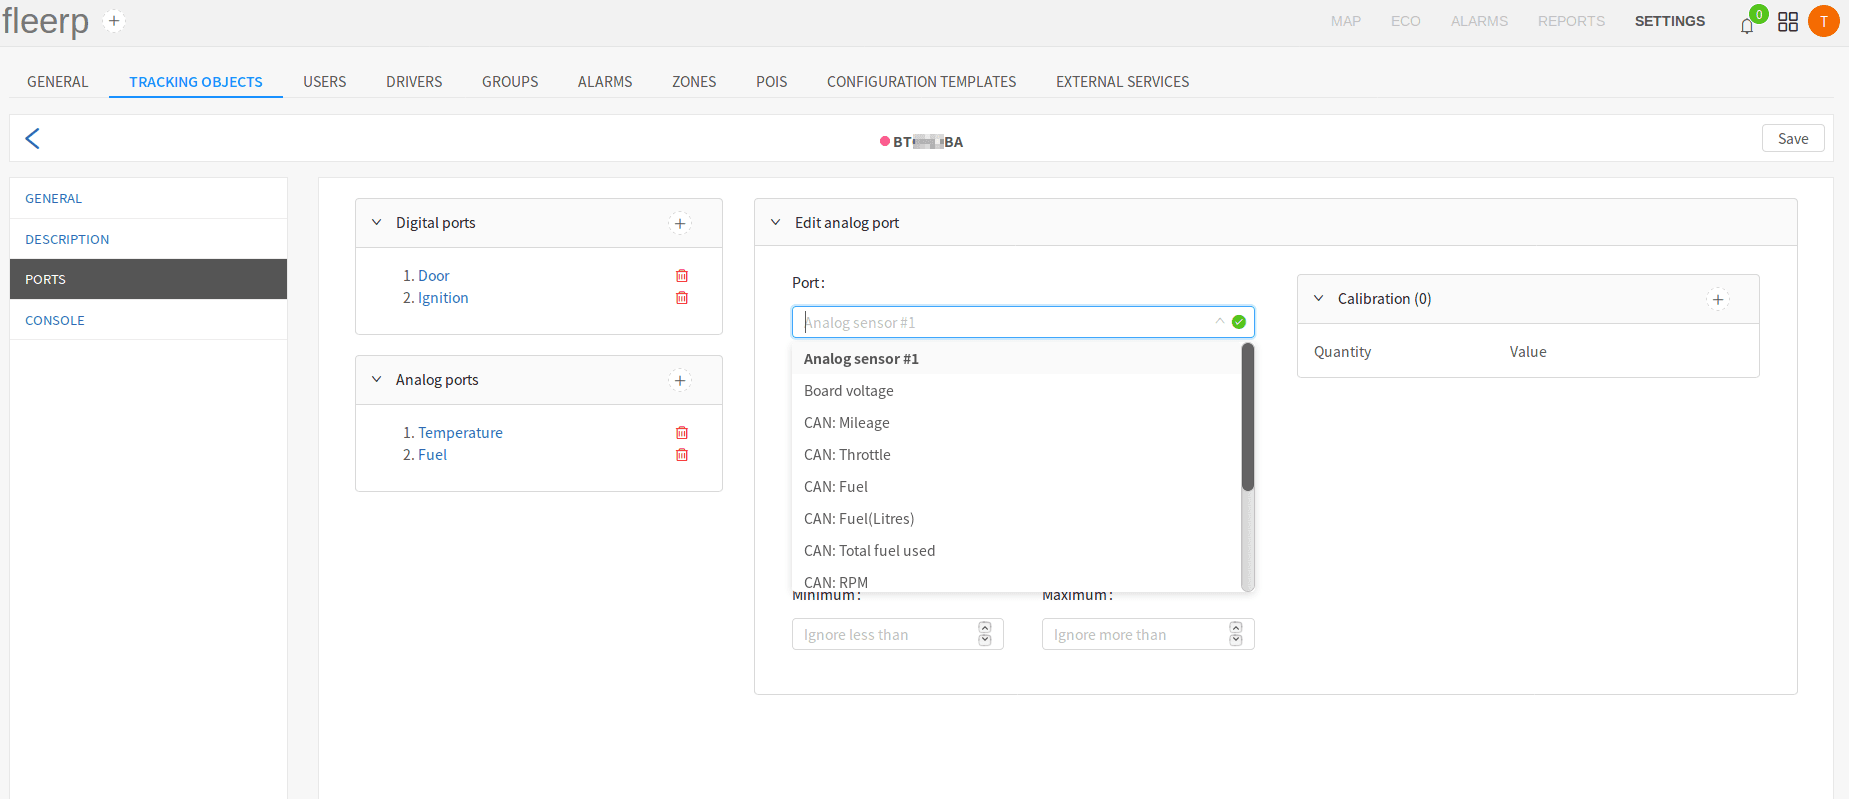 fleerp +
MAP ECO ALARMS REPORTS SETTINGS 0 T
GENERAL TRACKING OBJECTS USERS DRIVERS GROUPS ALARMS ZONES POIS CONFIGURATION TEMPLATES EXTERNAL SERVICES
BT BA
Save
GENERAL
DESCRIPTION
PORTS
CONSOLE
Digital ports
1. Door
2. Ignition
Analog ports
1. Temperature
2. Fuel
Edit analog port
Port:
Analog sensor #1
Analog sensor #1
Board voltage
CAN: Mileage
CAN: Throttle
CAN: Fuel
CAN: Fuel(Litres)
CAN: Total fuel used
CAN: RPM
Minimum: Maximum:
Ignore less than Ignore more than
Calibration (0)
Quantity Value